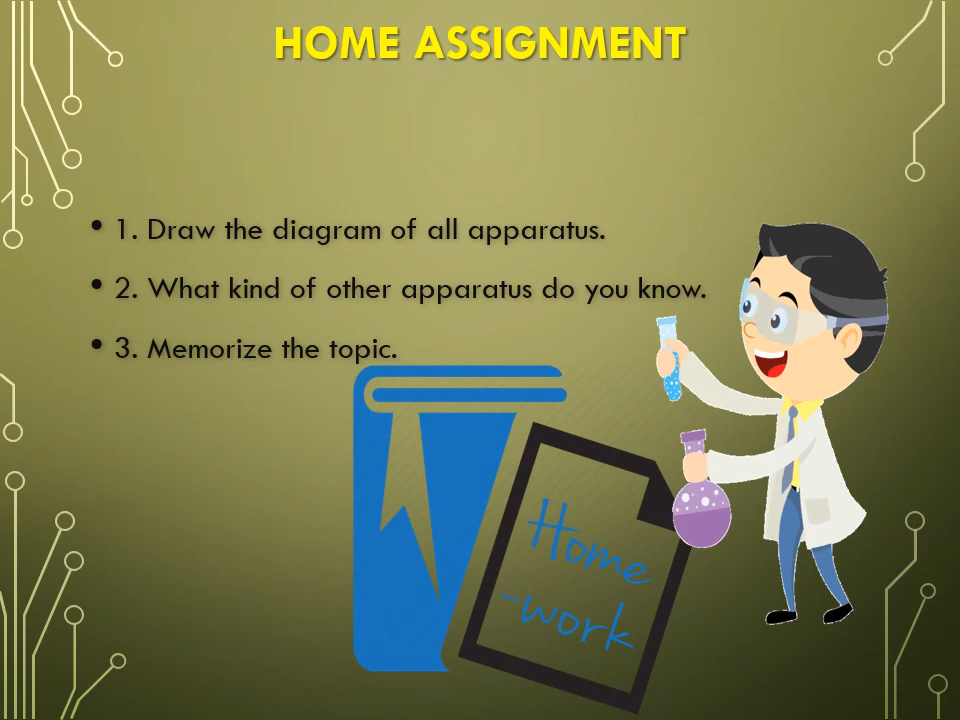 HOME ASSIGNMENT
• 1. Draw the diagram of all apparatus.
• 2. What kind of other apparatus do you know.
• 3. Memorize the topic.
Home
-work